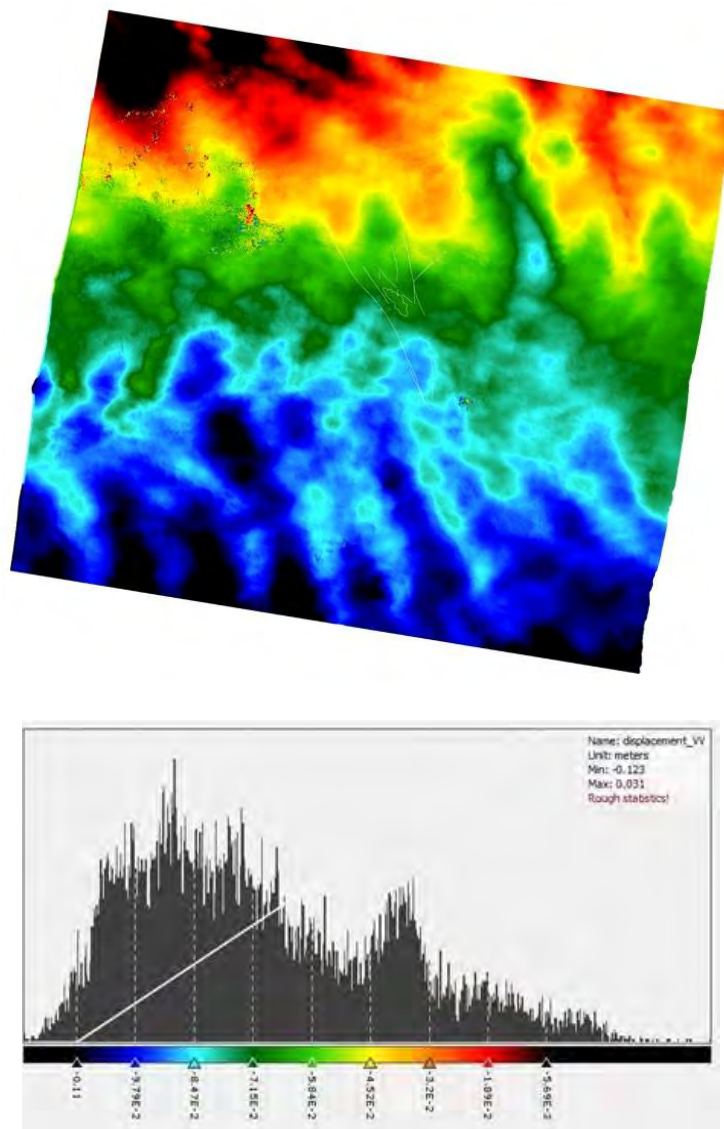 Name: displacement_VV
Unit: meters
Min: -0.123
Max: 0.031
Rough statistics!
-0.11
-9.79E-2
-8.47E-2
-7.15E-2
-5.84E-2
-4.52E-2
-3.2E-2
-1.89E-2
-5.69E-2